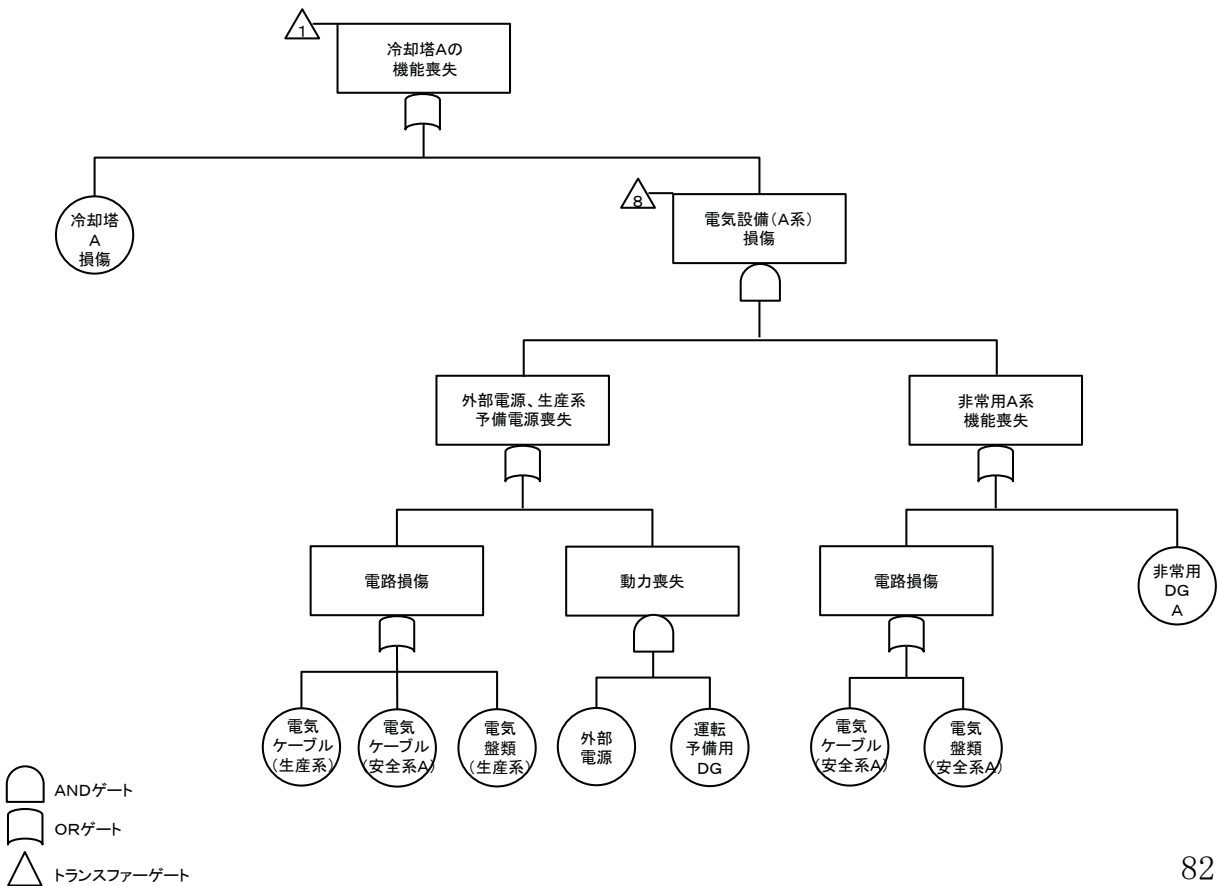 1
冷却塔Aの
機能喪失
冷却塔
A
損傷
8
電気設備（A系）
損傷
外部電源、生産系
予備電源喪失
非常用A系
機能喪失
電路損傷
動力喪失
電路損傷
非常用
DG
A
電気
ケーブル
（生産系）
電気
ケーブル
（安全系A）
電気
盤類
（生産系）
外部
電源
運転
予備用
DG
電気
ケーブル
（安全系A）
電気
盤類
（安全系A）
ANDゲート
ORゲート
トランスファーゲート
82